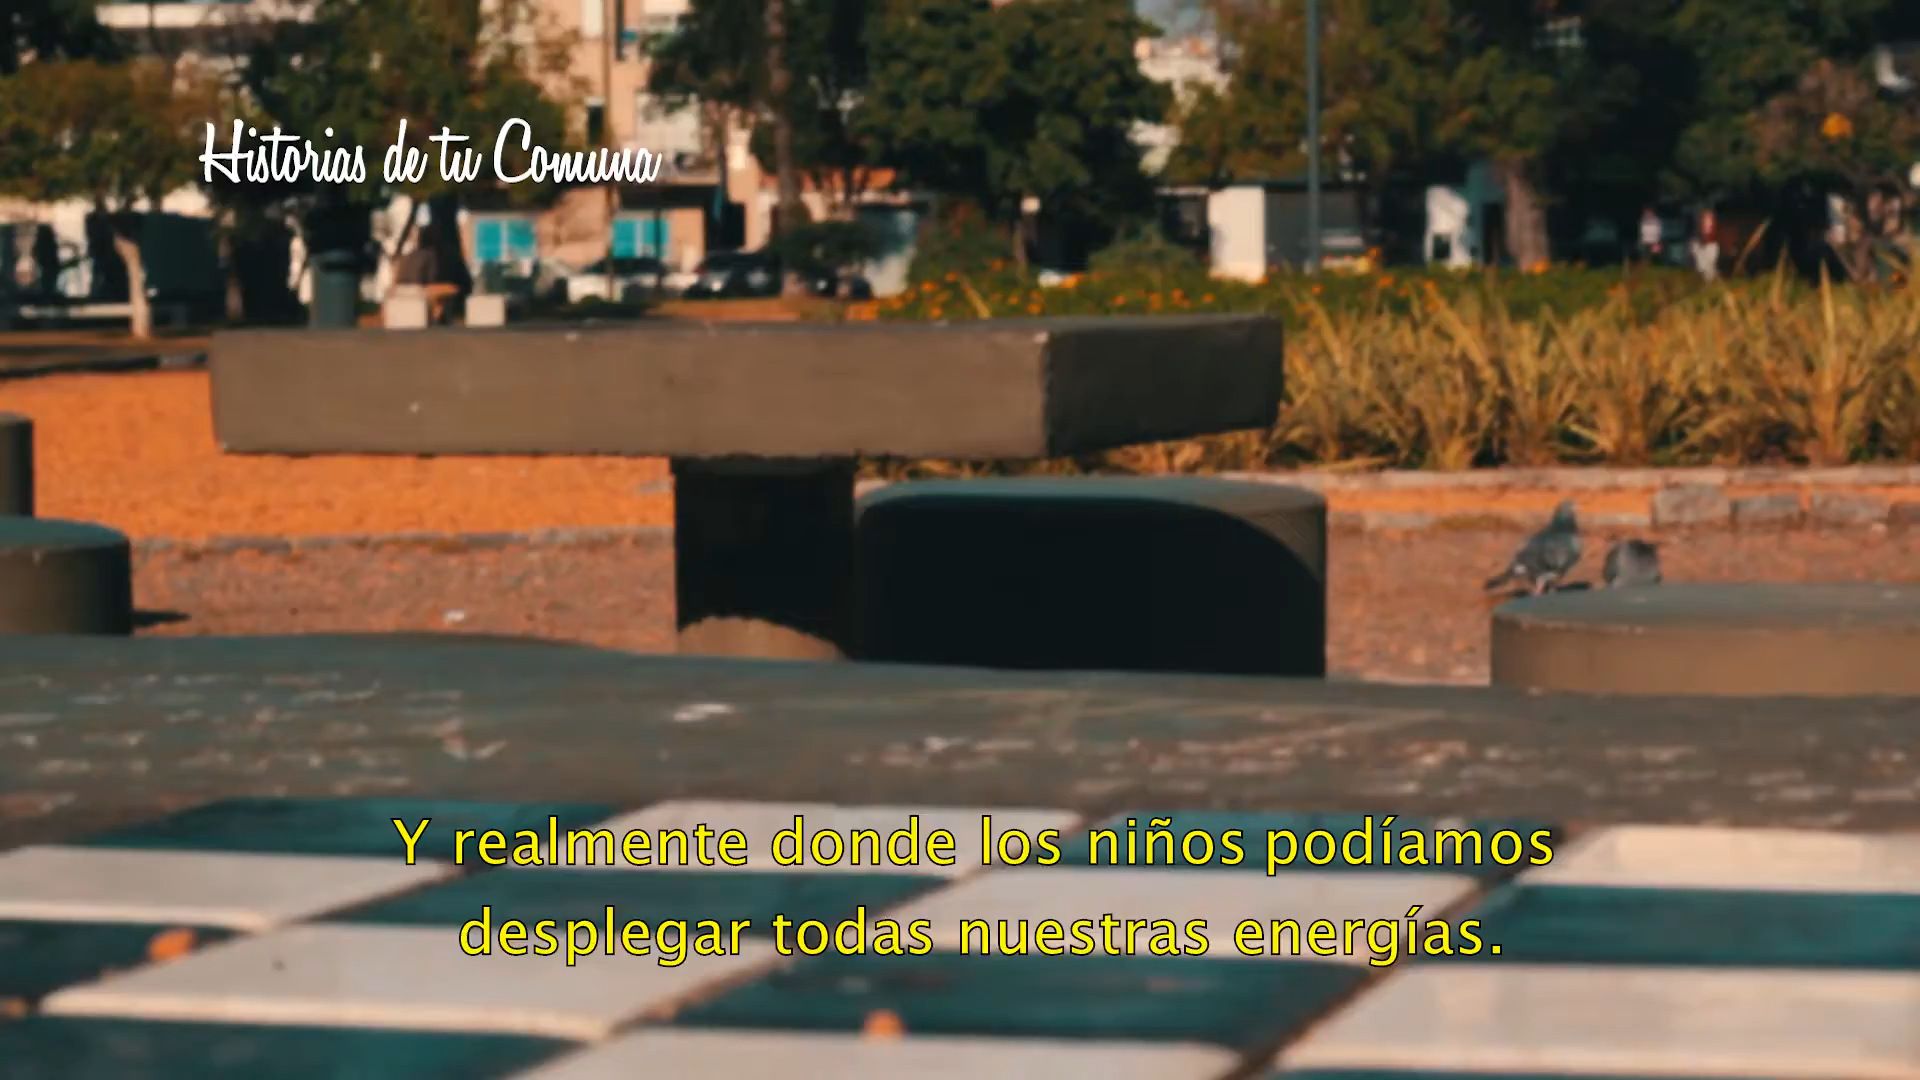 Historias de tu Comuna
Y realmente donde los niños podíamos
desplegar todas nuestras energías.